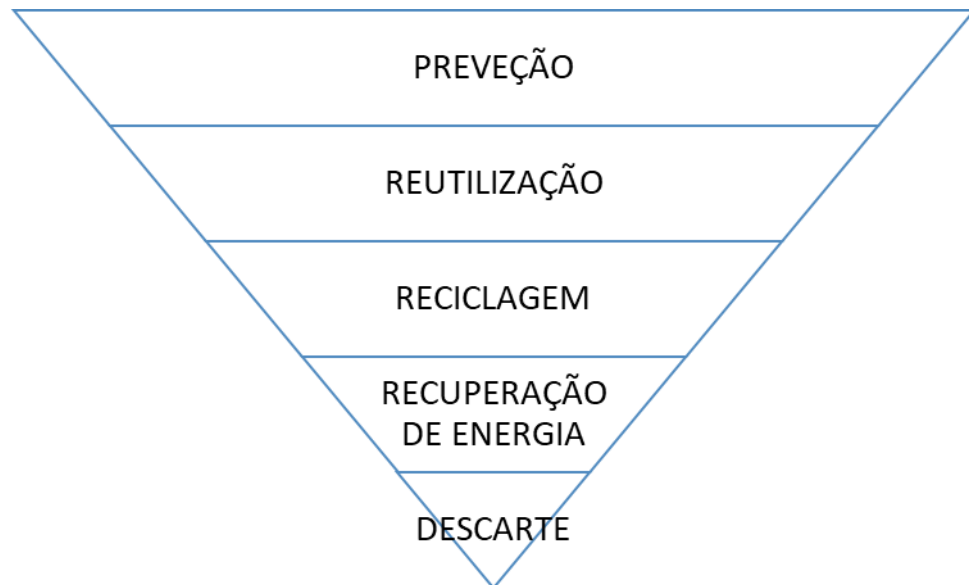 PREVEÇÃO
REUTILIZAÇÃO
RECICLAGEM
RECUPERAÇÃO
DE ENERGIA
DESCARTE